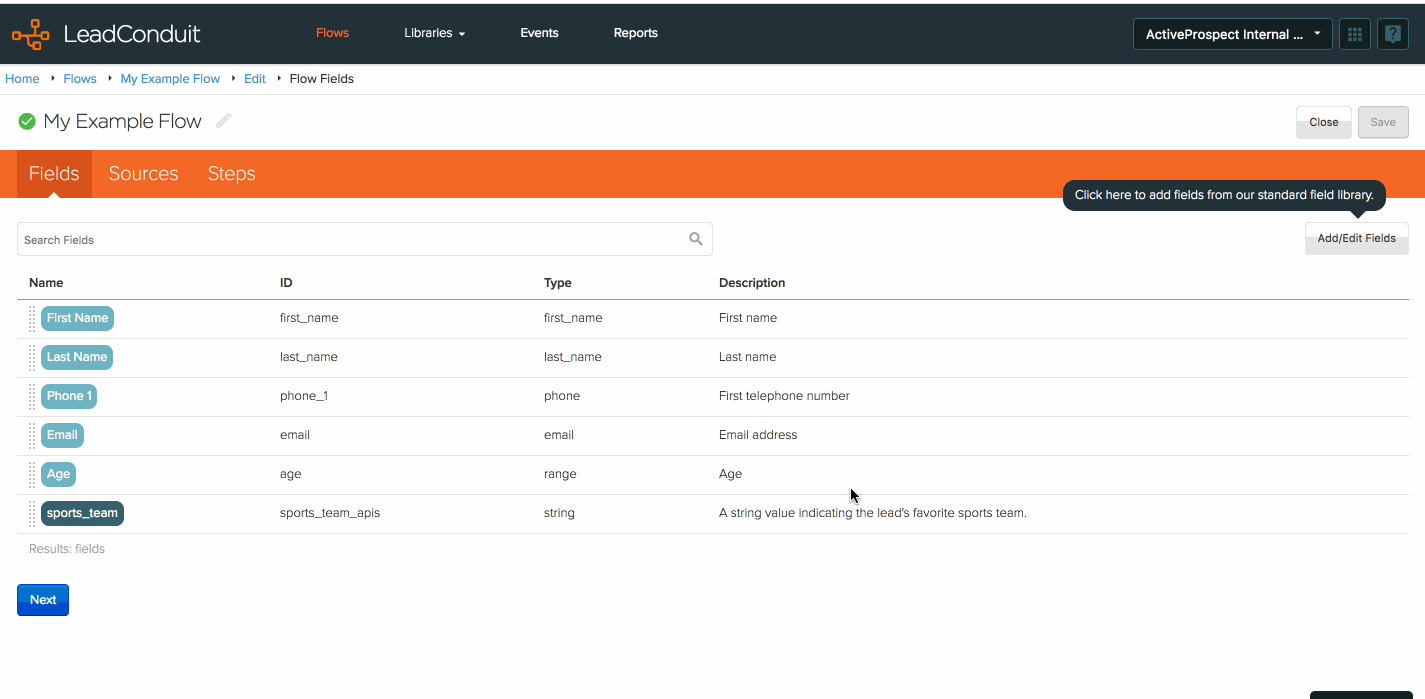 LeadConduit Flows Libraries Events Reports ActiveProspect Internal ...
Home Flows My Example Flow Edit Flow Fields
My Example Flow Close Save
Fields Sources Steps
Click here to add fields from our standard field library.
Search Fields Add/Edit Fields
Name ID Type Description
First Name first_name first_name First name
Last Name last_name last_name Last name
Phone 1 phone_1 phone First telephone number
Email email email Email address
Age age range Age
sports_team sports_team_apis string A string value indicating the lead's favorite sports team.
Results: fields
Next